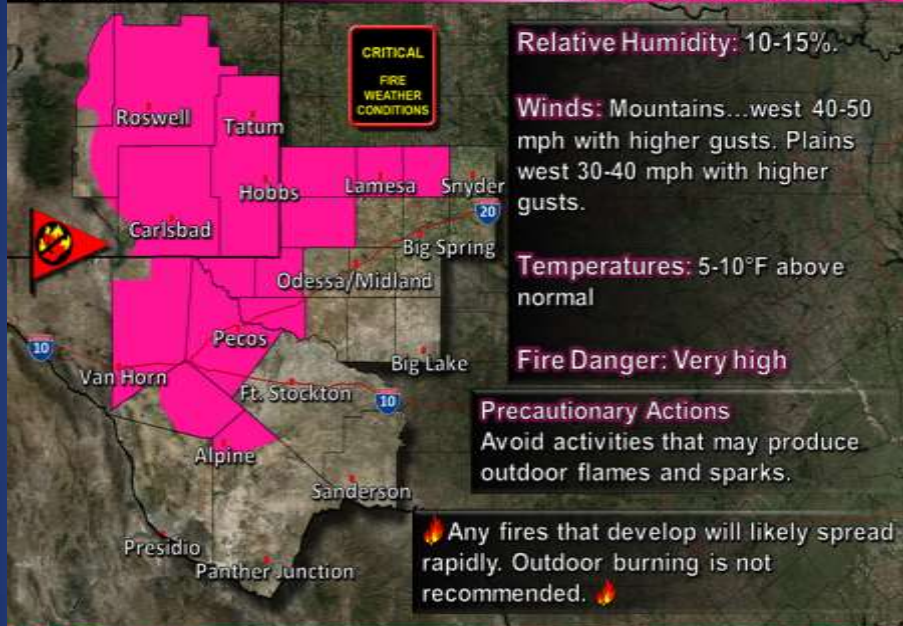 CRITICAL
FIRE
WEATHER
CONDITIONS
Roswell
Tatum
Hobbs
Lamesa
Snyder
Carlsbad
20
Big Spring
Odessa/Midland
Pecos
10
Van Horn
Big Lake
Ft. Stockton
10
Alpine
Sanderson
Presidio
Panther Junction
Relative Humidity: 10-15%.
Winds: Mountains...west 40-50
mph with higher gusts. Plains
west 30-40 mph with higher
gusts.
Temperatures: 5-10°F above
normal
Fire Danger: Very high
Precautionary Actions
Avoid activities that may produce
outdoor flames and sparks.
🔥Any fires that develop will likely spread
rapidly. Outdoor burning is not
recommended. 🔥